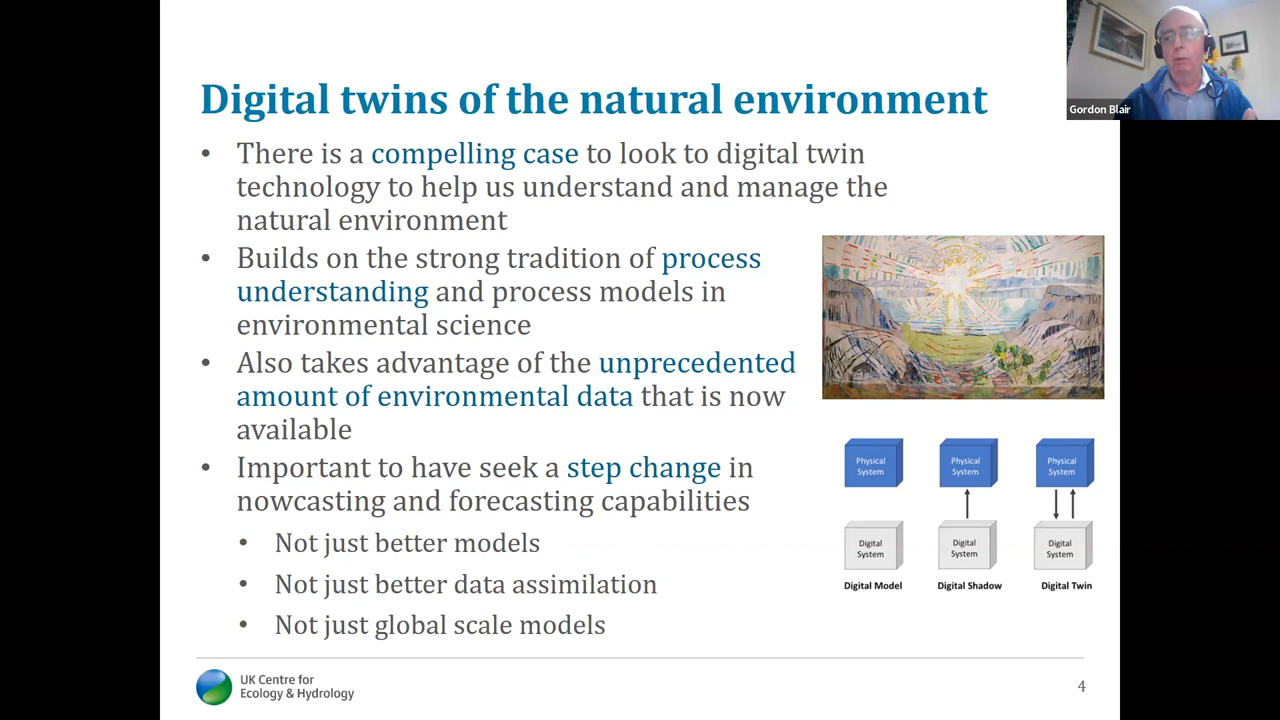 Gordon Blair
Digital twins of the natural environment
• There is a compelling case to look to digital twin
technology to help us understand and manage the
natural environment
• Builds on the strong tradition of process
understanding and process models in
environmental science
• Also takes advantage of the unprecedented
amount of environmental data that is now
available
• Important to have seek a step change in
nowcasting and forecasting capabilities
• Not just better models
• Not just better data assimilation
• Not just global scale models
Physical
System
Physical
System
Physical
System
Digital
System
Digital
System
Digital
System
Digital Model
Digital Shadow
Digital Twin
UK Centre for
Ecology & Hydrology
4